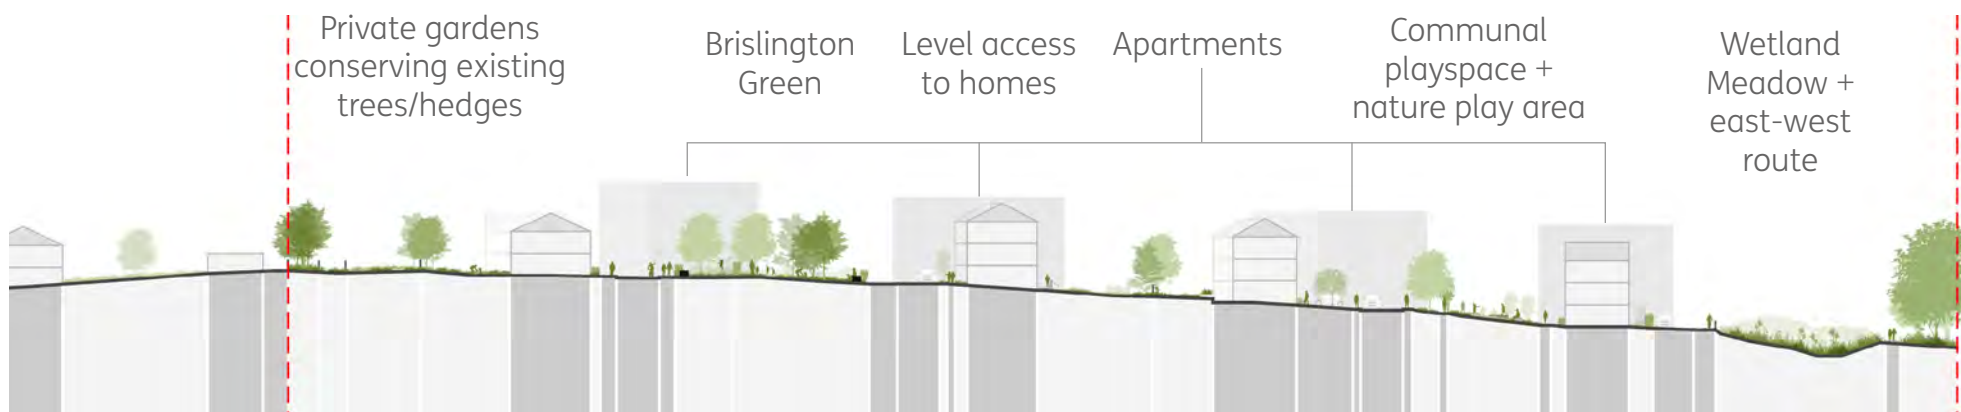 Private gardens
conserving existing
trees/hedges
Brislington
Green
Level access
to homes
Apartments
Communal
playspace +
nature play area
Wetland
Meadow +
east-west
route